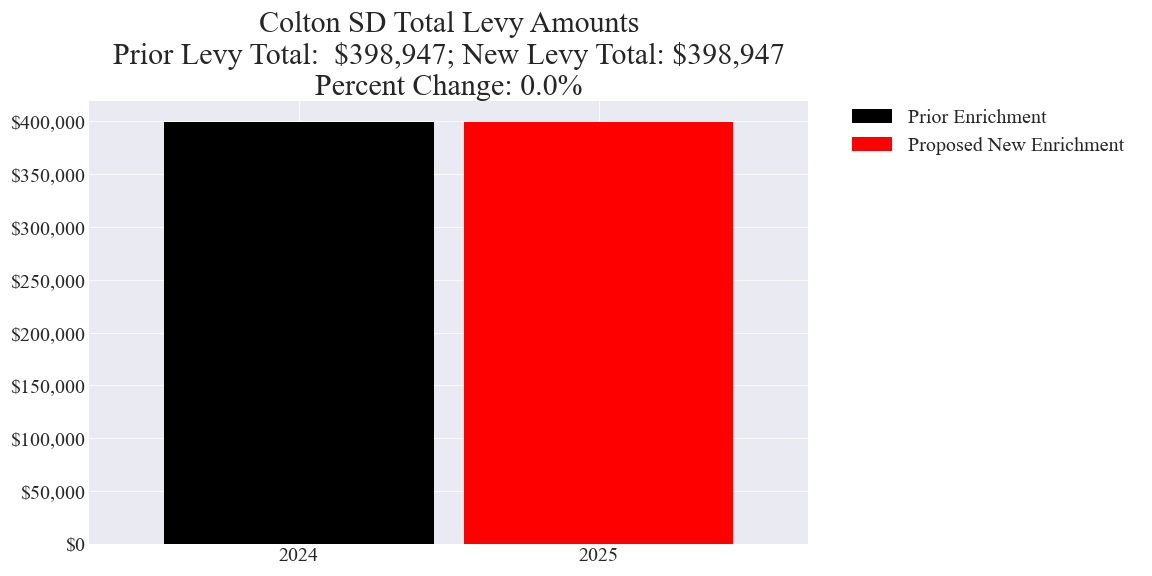 Colton SD Total Levy Amounts
Prior Levy Total:  $398,947; New Levy Total: $398,947
Percent Change: 0.0%
Prior Enrichment
Proposed New Enrichment
$400,000
$350,000
$300,000
$250,000
$200,000
$150,000
$100,000
$50,000
$0
2024
2025